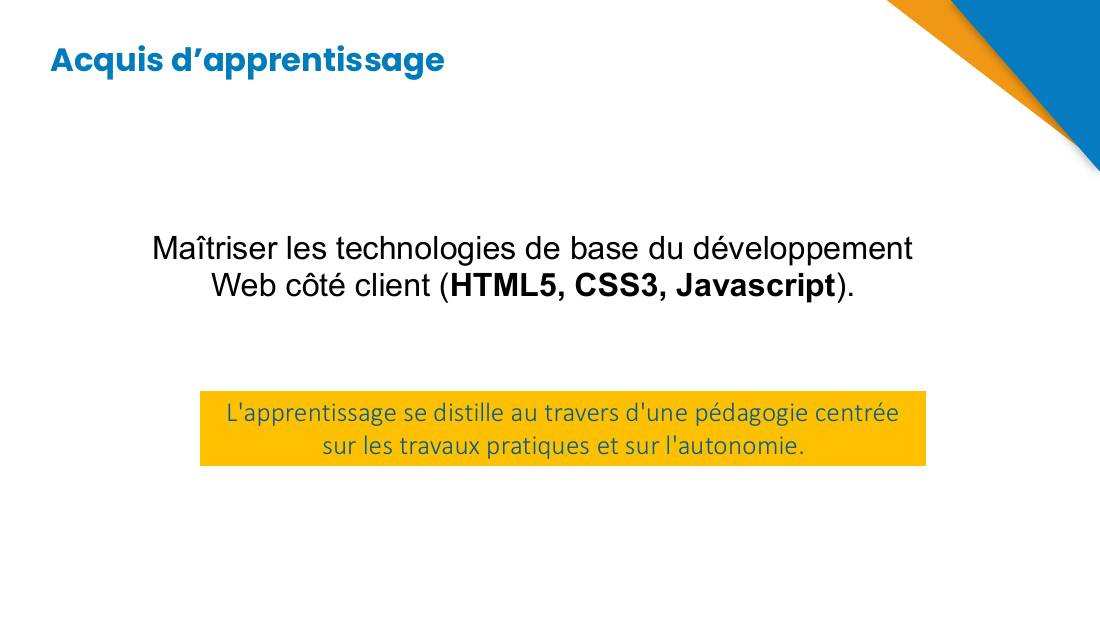 Acquis d’apprentissage
Maîtriser les technologies de base du développement
Web côté client (HTML5, CSS3, Javascript).
L'apprentissage se distille au travers d'une pédagogie centrée
sur les travaux pratiques et sur l'autonomie.